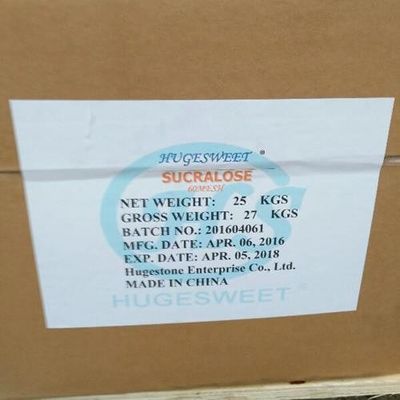 HUGESWEET ®
SUCRALOSE
60MESH
NET WEIGHT: 25 KGS
GROSS WEIGHT: 27 KGS
BATCH NO.: 201604061
MFG. DATE: APR. 06, 2016
EXP. DATE: APR. 05, 2018
Hugestone Enterprise Co., Ltd.
MADE IN CHINA
HUGESWEET ®